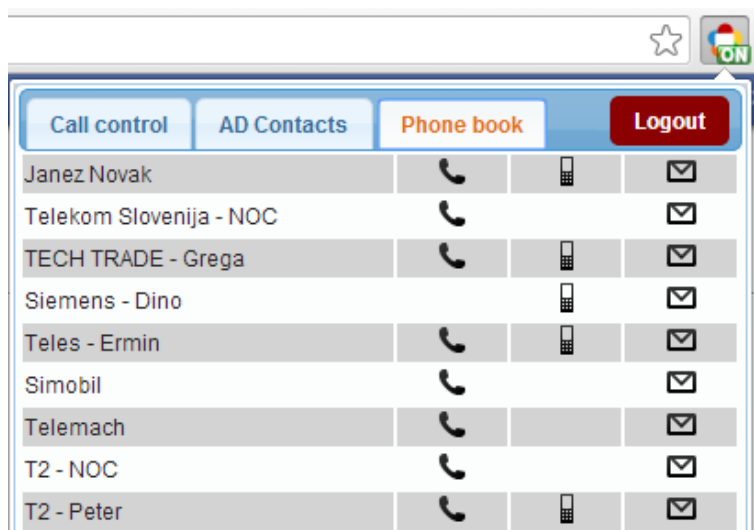 ON
Call control AD Contacts Phone book Logout
Janez Novak
Telekom Slovenija - NOC
TECH TRADE - Grega
Siemens - Dino
Teles - Ermin
Simobil
Telemach
T2 - NOC
T2 - Peter